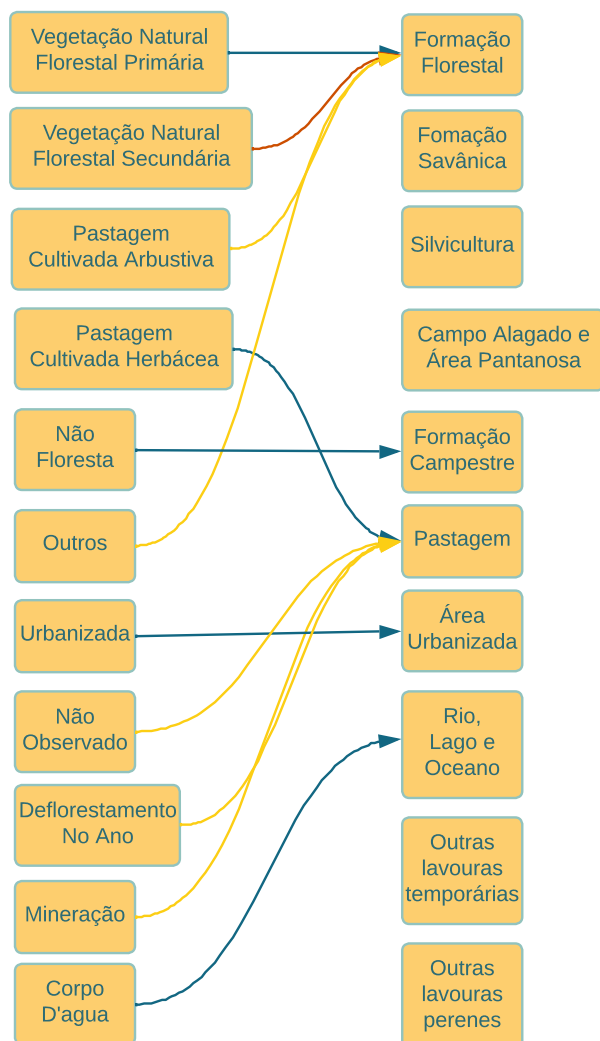 Vegetação Natural
Florestal Primária
Vegetação Natural
Florestal Secundária
Pastagem
Cultivada Arbustiva
Pastagem
Cultivada Herbácea
Não
Floresta
Outros
Urbanizada
Não
Observado
Deflorestamento
No Ano
Mineração
Corpo
D'agua
Formação
Florestal
Fomação
Savânica
Silvicultura
Campo Alagado e
Área Pantanosa
Formação
Campestre
Pastagem
Área
Urbanizada
Rio,
Lago e
Oceano
Outras
lavouras
temporárias
Outras
lavouras
perenes